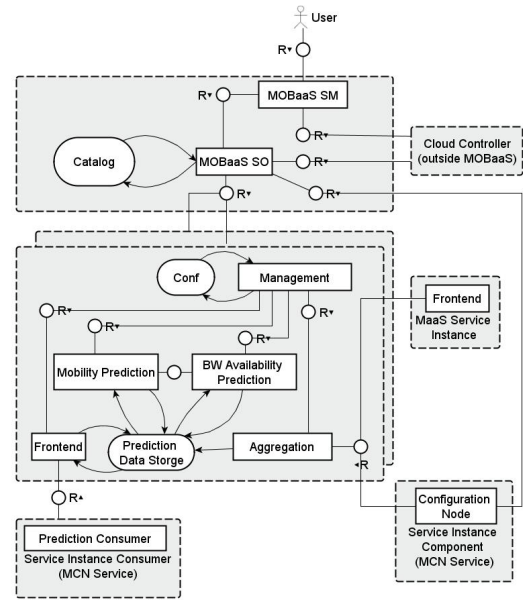 User
R▾
MOBaaS SM
R▾
R▾
Cloud Controller
(outside MOBaaS)
Catalog
MOBaaS SO
R▾
R▾
R▾
Conf
Management
Frontend
MaaS Service
Instance
R▾
R▾
R▾
R▾
Mobility Prediction
BW Availability
Prediction
Frontend
Prediction
Data Storge
Aggregation
◂R
R▴
Configuration
Node
Service Instance
Component
(MCN Service)
Prediction Consumer
Service Instance Consumer
(MCN Service)